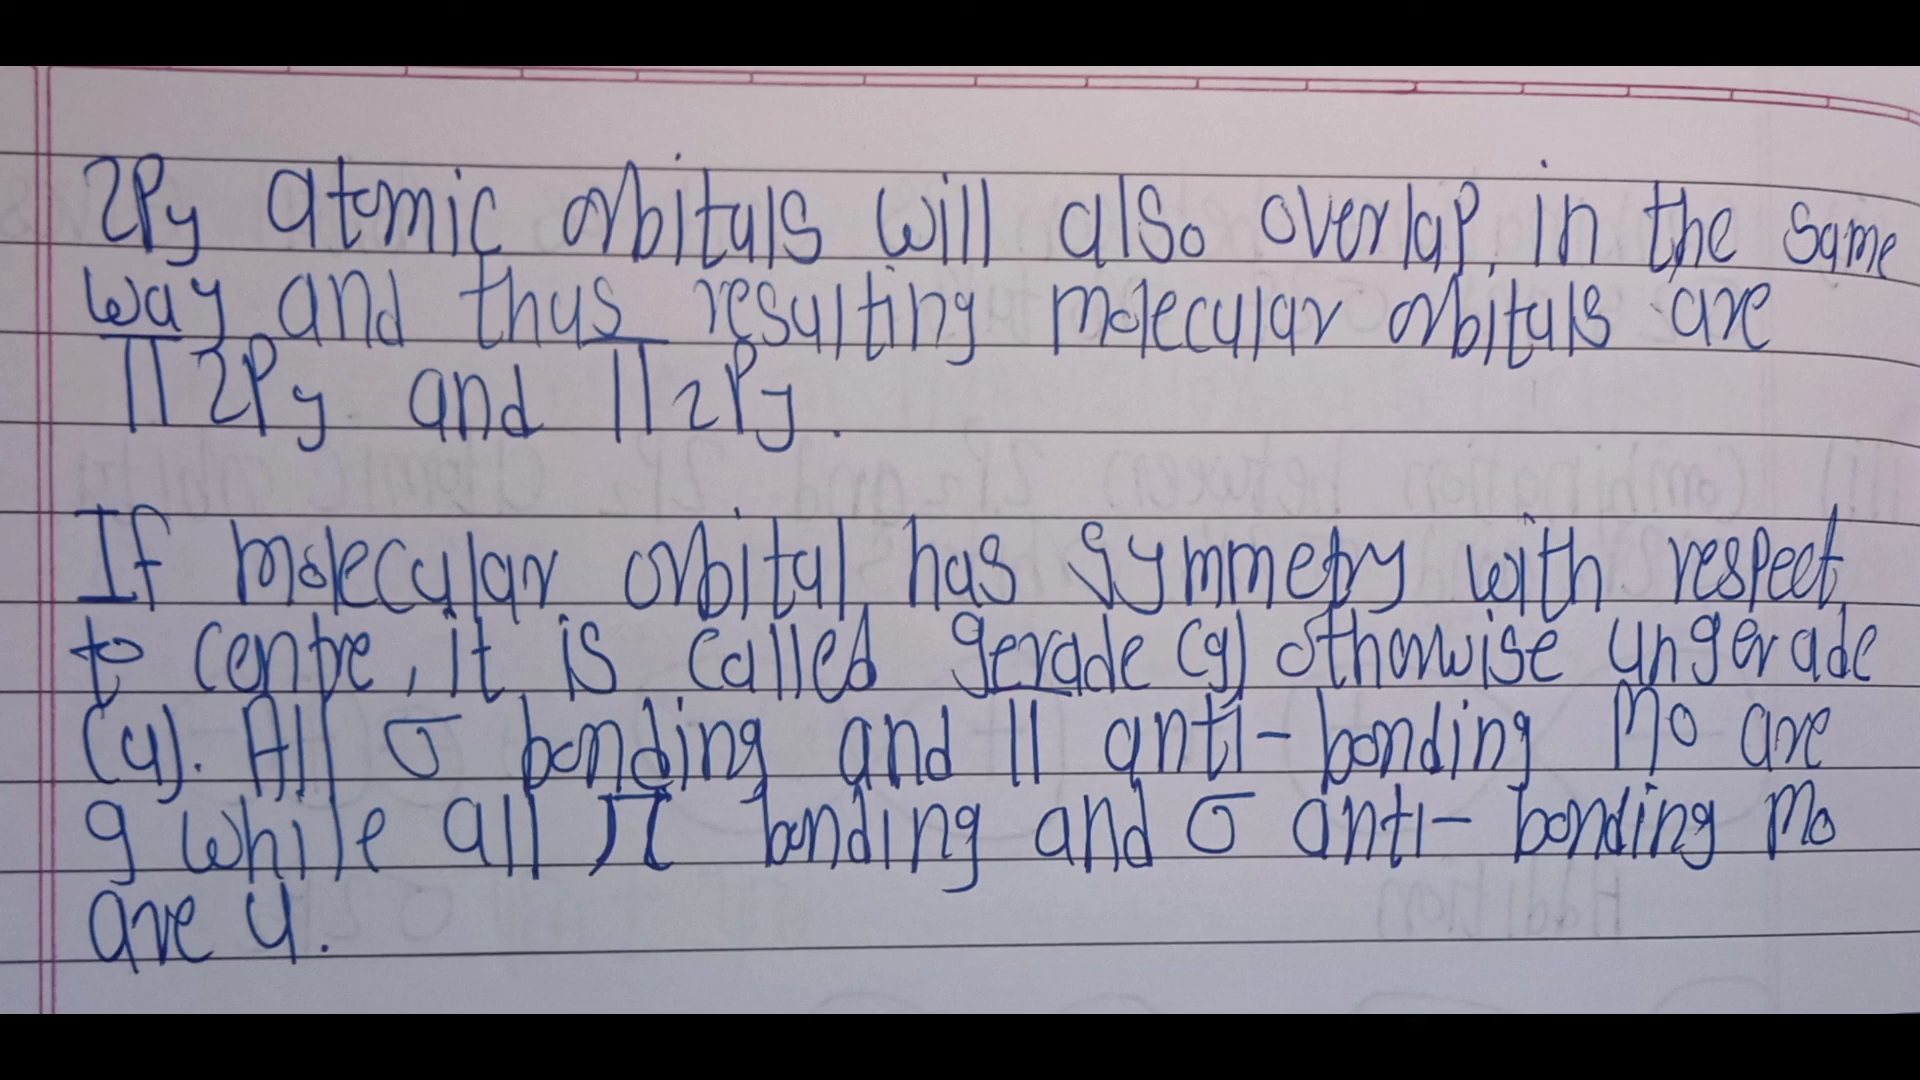 2Py atomic orbitals will also overlap in the same
way and thus resulting molecular orbitals are
π2Py and π2Py.
If molecular orbital has symmetry with respect
to centre, it is called gerade (g) otherwise ungerade
(u). All σ bonding and π anti-bonding Mo are
g while all π bonding and σ anti-bonding Mo
are u.